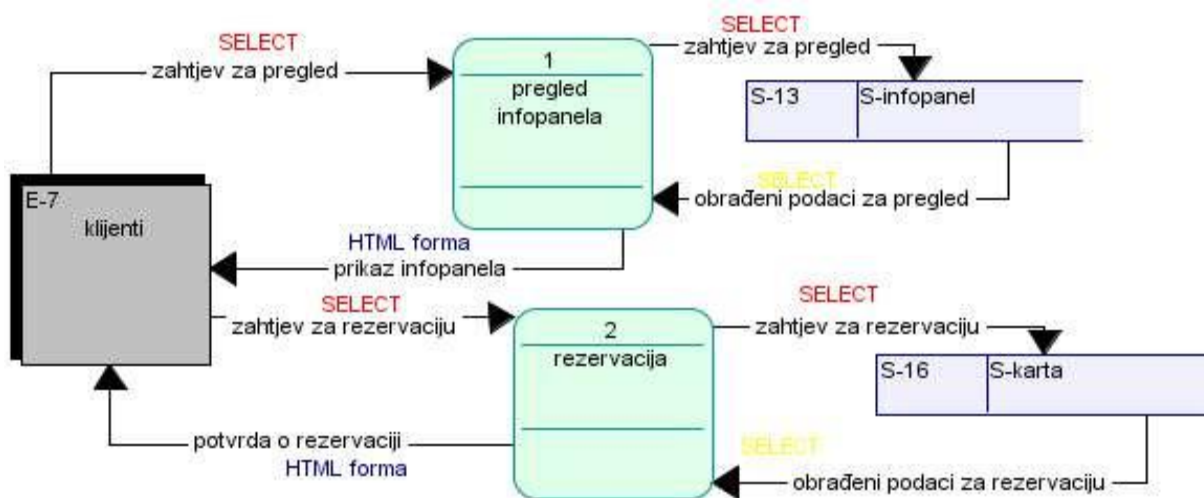 SELECT
zahtjev za pregled
1
pregled
infopanela
SELECT
zahtjev za pregled
S-13
S-infopanel
SELECT
obrađeni podaci za pregled
E-7
klijenti
HTML forma
prikaz infopanela
SELECT
zahtjev za rezervaciju
2
rezervacija
SELECT
zahtjev za rezervaciju
S-16
S-karta
potvrda o rezervaciji
HTML forma
SELECT
obrađeni podaci za rezervaciju